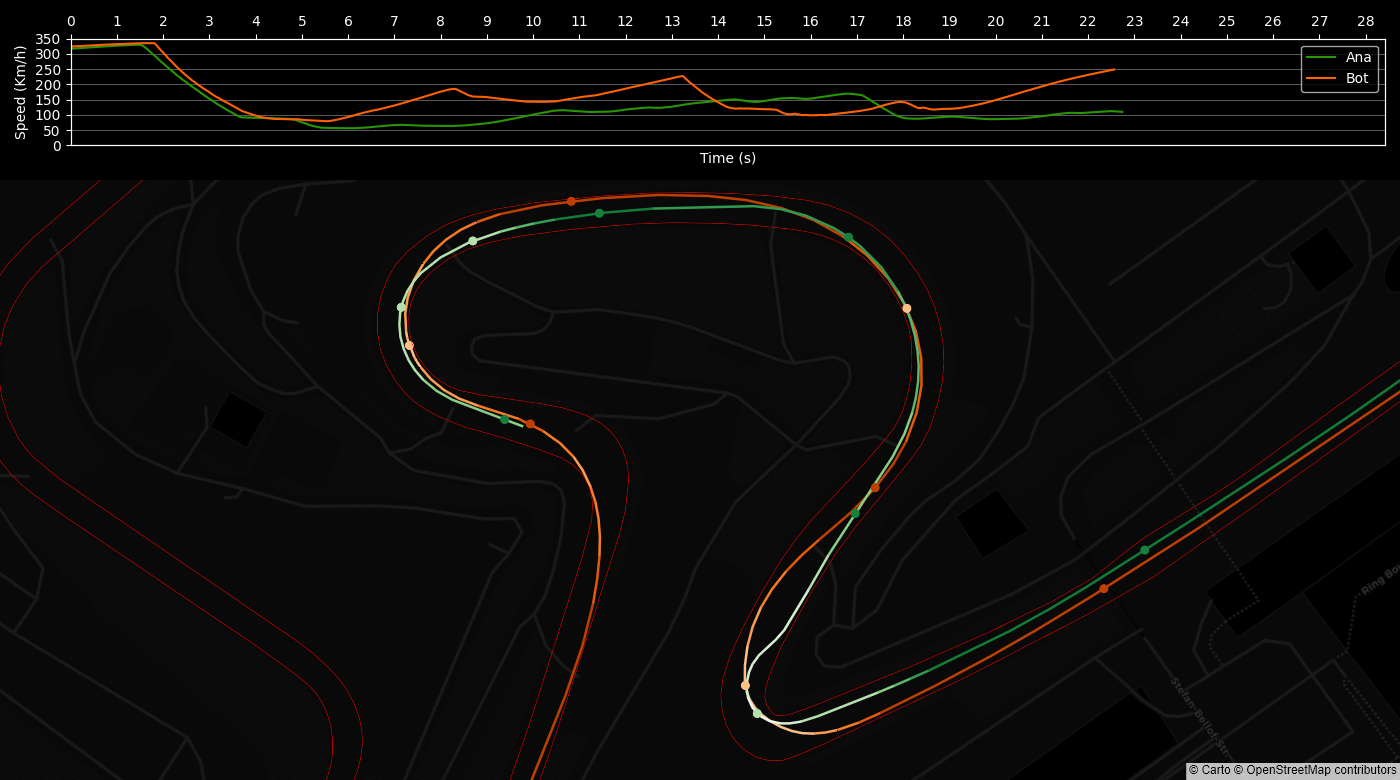 0 1 2 3 4 5 6 7 8 9 10 11 12 13 14 15 16 17 18 19 20 21 22 23 24 25 26 27 28
350
300
250
200
150
100
50
0
Speed (Km/h)
Ana
Bot
Time (s)
Ring Bo
Stefan Bellof Str
© Carto © OpenStreetMap contributors